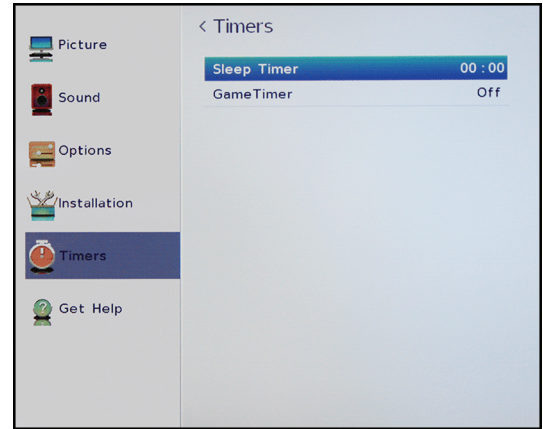 Picture
Sound
Options
Installation
Timers
Get Help
< Timers
Sleep Timer 00 : 00
GameTimer Off